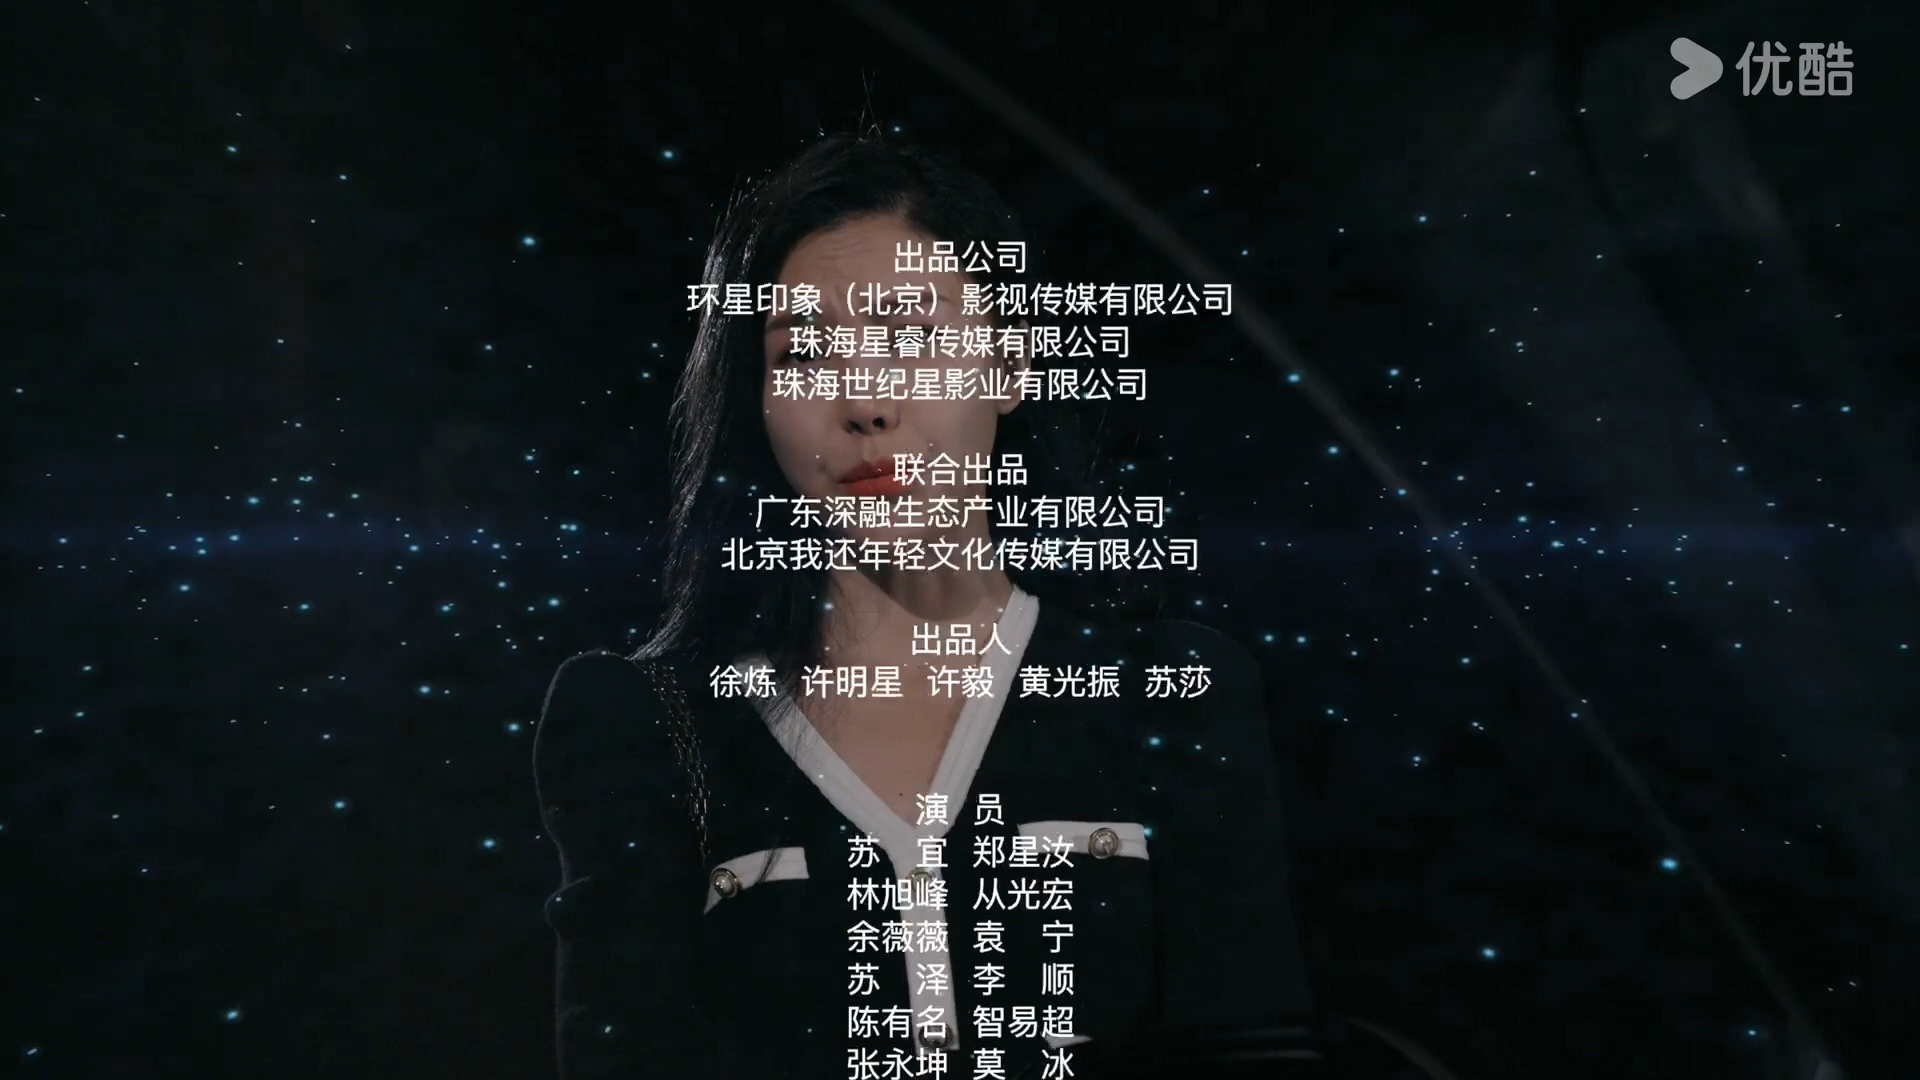 优酷
出品公司
环星印象（北京）影视传媒有限公司
珠海星睿传媒有限公司
珠海世纪星影业有限公司
联合出品
广东深融生态产业有限公司
北京我还年轻文化传媒有限公司
出品人
徐炼 许明星 许毅 黄光振 苏莎
演 员
苏 宜 郑星汝
林旭峰 从光宏
余薇薇 袁 宁
苏 泽 李 顺
陈有名 智易超
张永坤 莫 冰